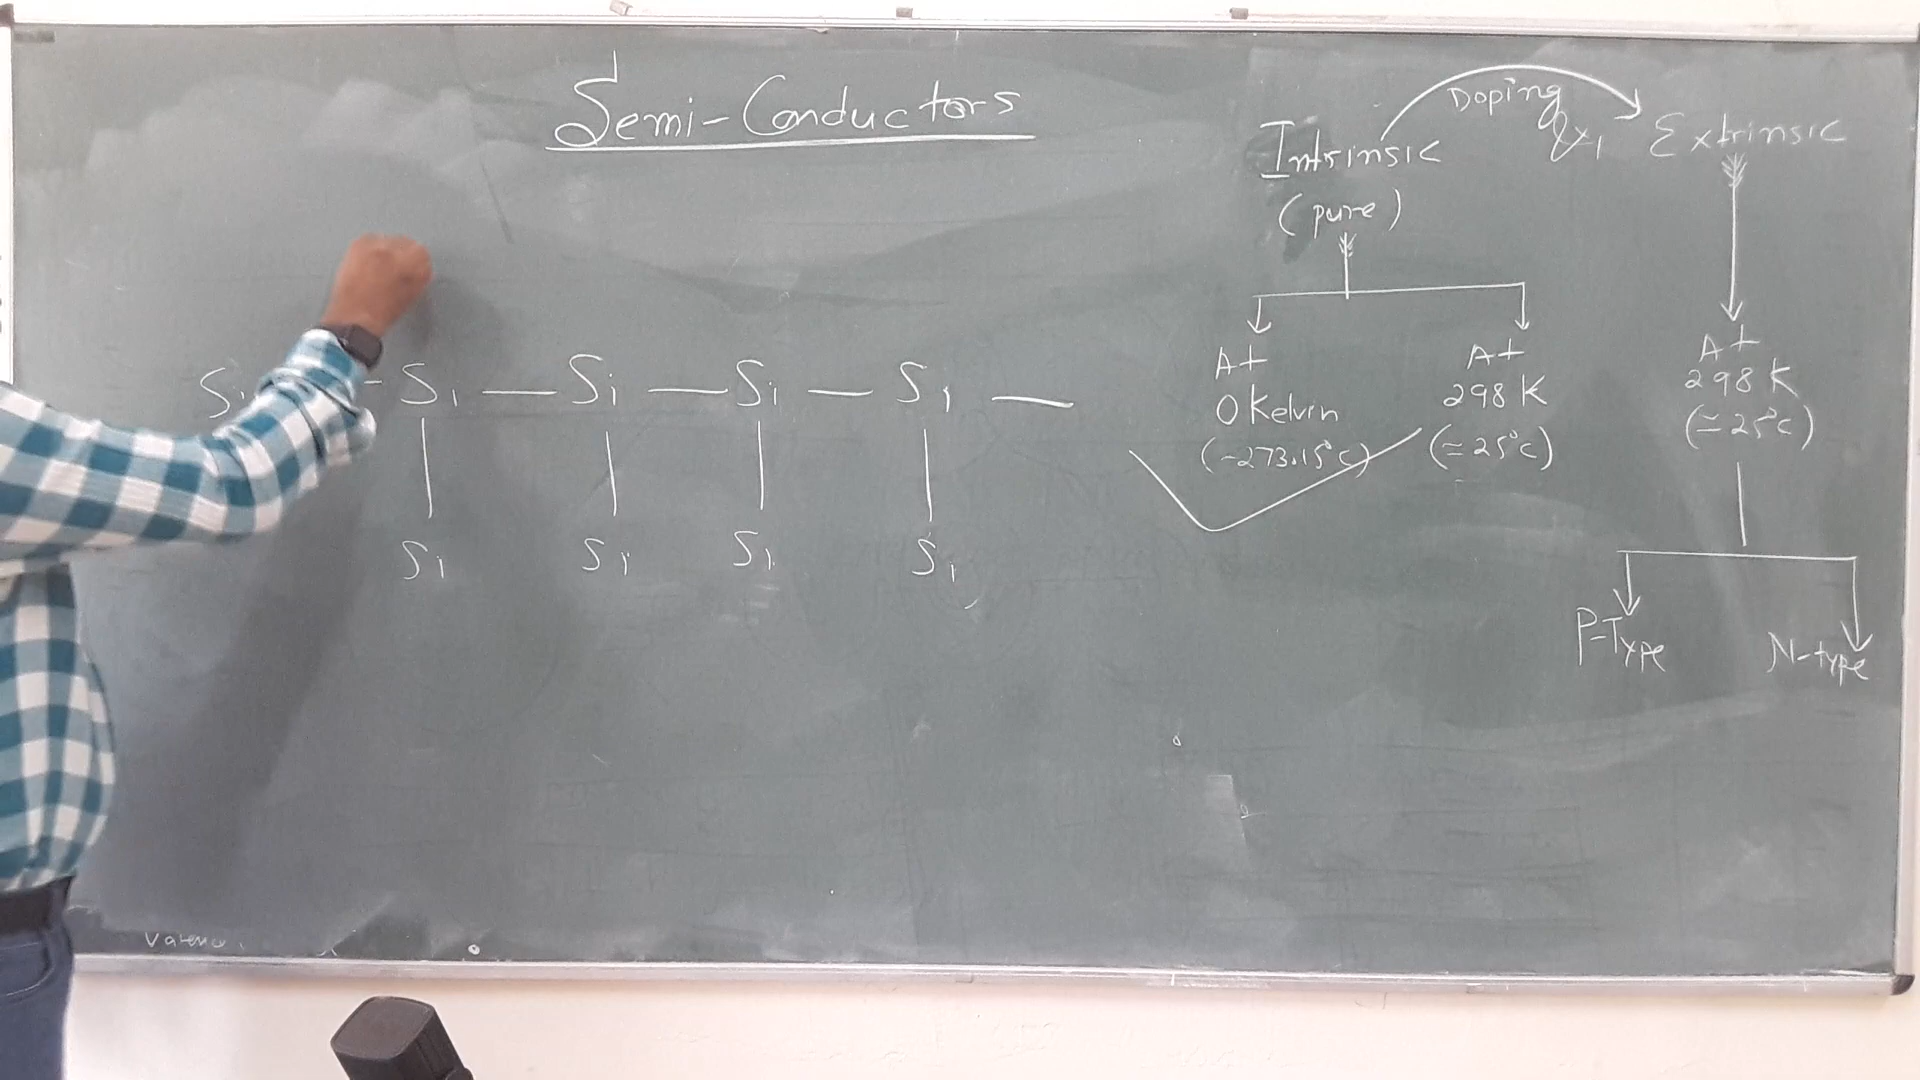 Semi-Conductors
Si - Si — Si — Si — Si —
Si Si Si Si
Doping
Intrinsic
(pure)
Extrinsic
At
0 Kelvin
(-273.15°C)
At
298 K
(≃25°C)
At
298 K
(≃25°C)
P-Type
N-type